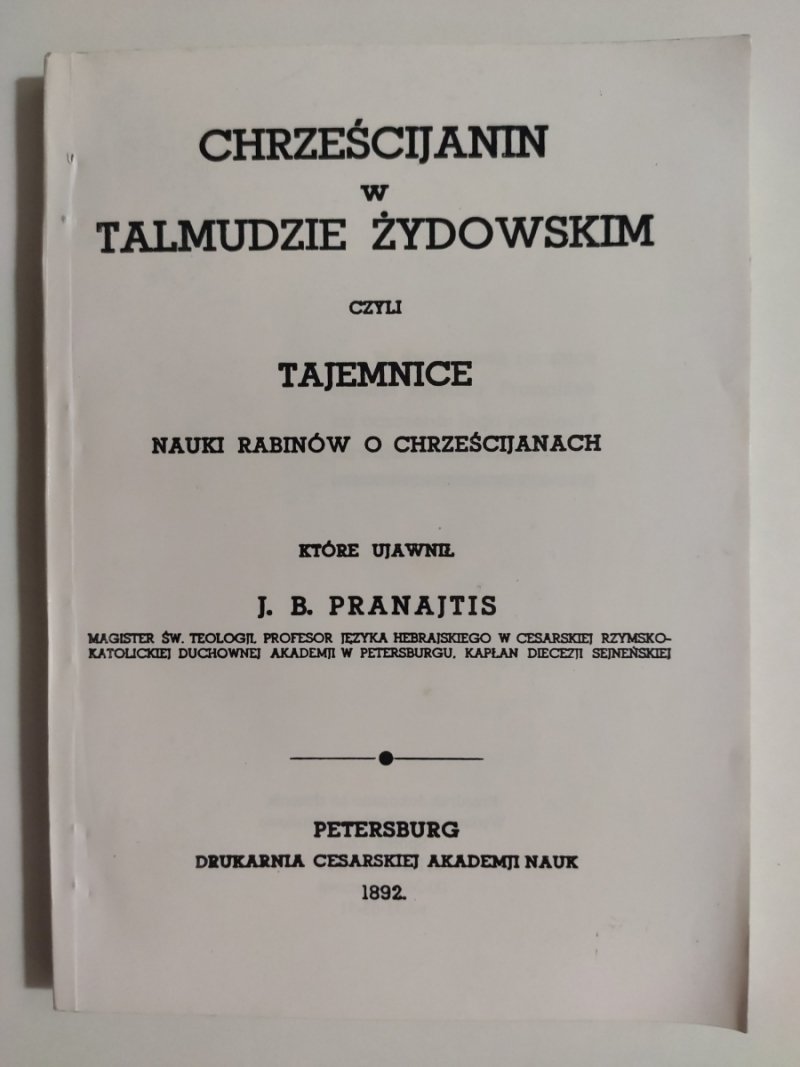 CHRZEŚCIJANIN
W
TALMUDZIE ŻYDOWSKIM
CZYLI
TAJEMNICE
NAUKI RABINÓW O CHRZEŚCIJANACH
KTÓRE UJAWNIŁ
J. B. PRANAJTIS
MAGISTER ŚW. TEOLOGJI, PROFESOR JĘZYKA HEBRAJSKIEGO W CESARSKIEJ RZYMSKO-
KATOLICKIEJ DUCHOWNEJ AKADEMJI W PETERSBURGU, KAPŁAN DIECEZJI SEJNEŃSKIEJ
PETERSBURG
DRUKARNIA CESARSKIEJ AKADEMJI NAUK
1892.